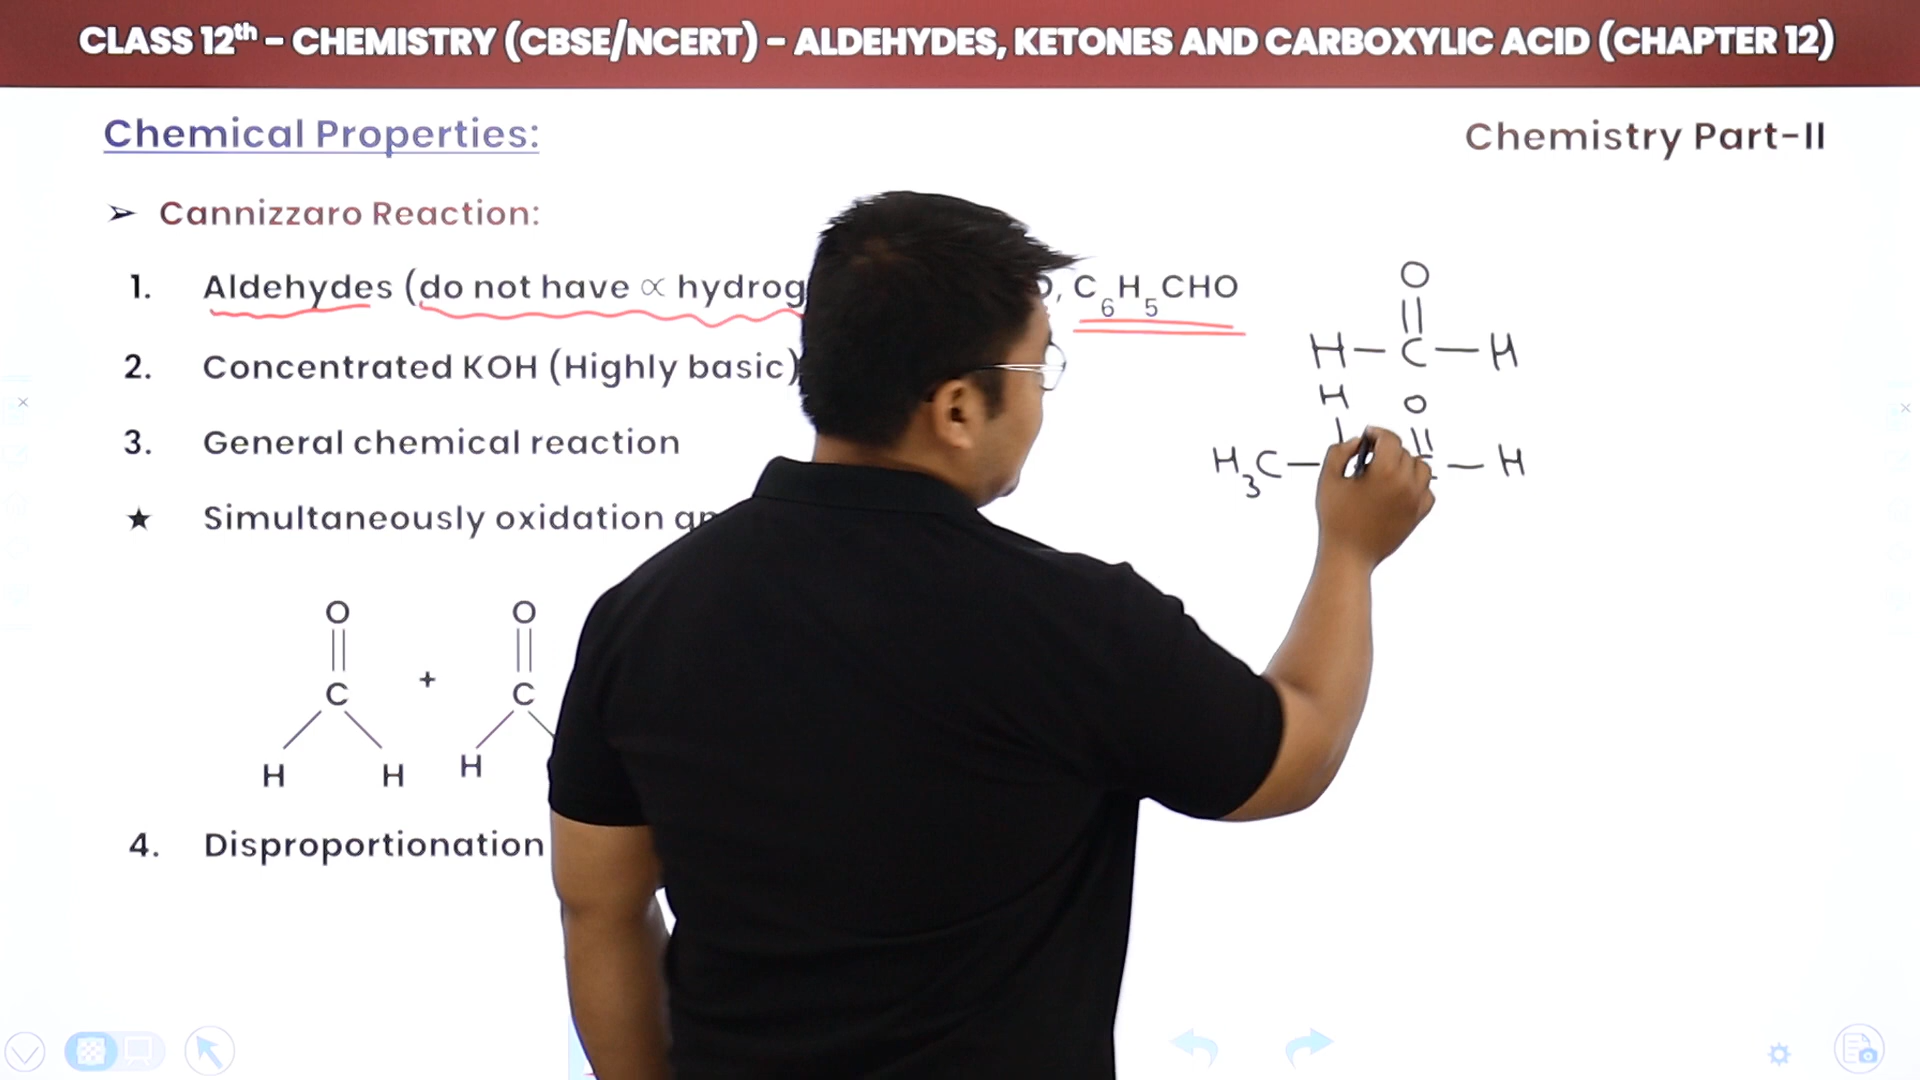 CLASS 12th – CHEMISTRY (CBSE/NCERT) – ALDEHYDES, KETONES AND CARBOXYLIC ACID (CHAPTER 12)
Chemical Properties:
Chemistry Part-II
➢ Cannizzaro Reaction:
1. Aldehydes (do not have ∝ hydrog , C6H5CHO
2. Concentrated KOH (Highly basic)
3. General chemical reaction
★ Simultaneously oxidation
O
H – C – H
H O
H3C – – H
O O
C + C
H H H
4. Disproportionation